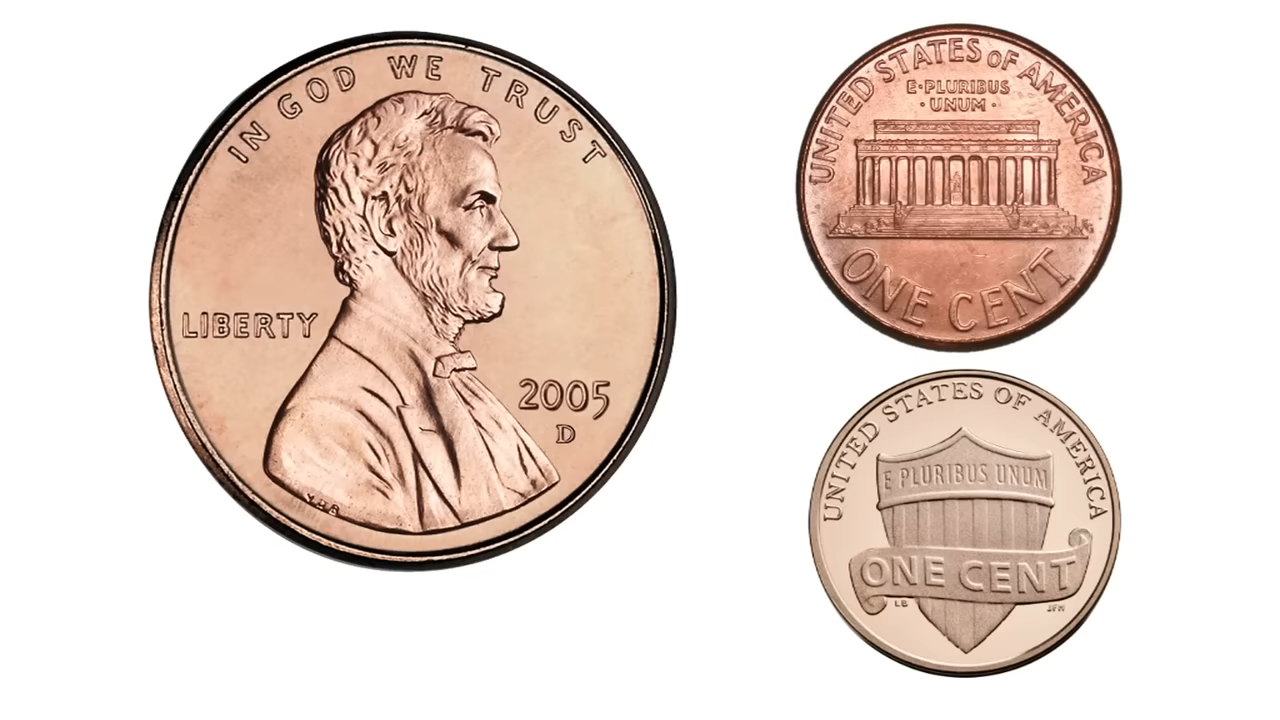 IN GOD WE TRUST
LIBERTY
2005
D
VDB
UNITED STATES OF AMERICA
E·PLURIBUS
·UNUM·
ONE CENT
UNITED STATES OF AMERICA
E PLURIBUS UNUM
ONE CENT
LB
JFM